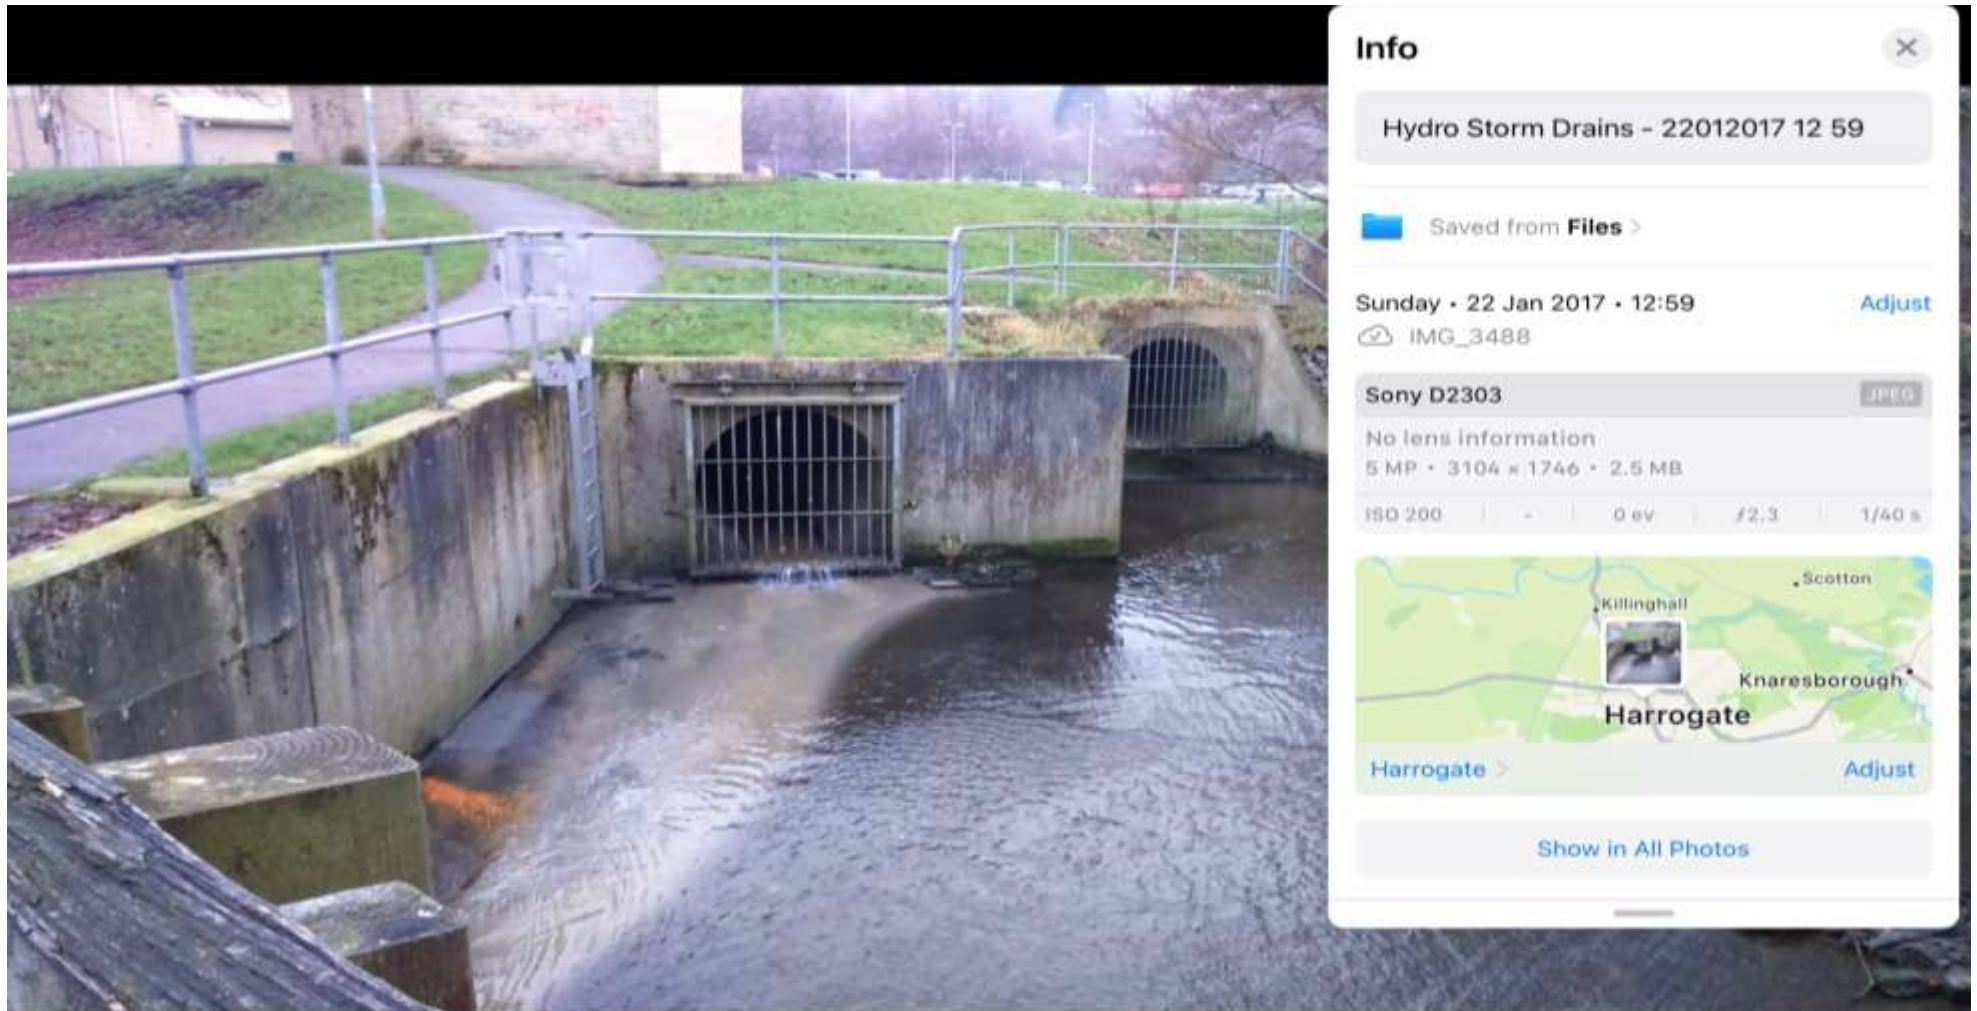 Info
Hydro Storm Drains - 22012017 12 59
Saved from Files >
Sunday • 22 Jan 2017 • 12:59
Adjust
IMG_3488
Sony D2303
JPEG
No lens information
5 MP • 3104 × 1746 • 2.5 MB
ISO 200 | - | 0 ev | ƒ2.3 | 1/40 s
Scotton
Killinghall
Knaresborough
Harrogate
Harrogate >
Adjust
Show in All Photos